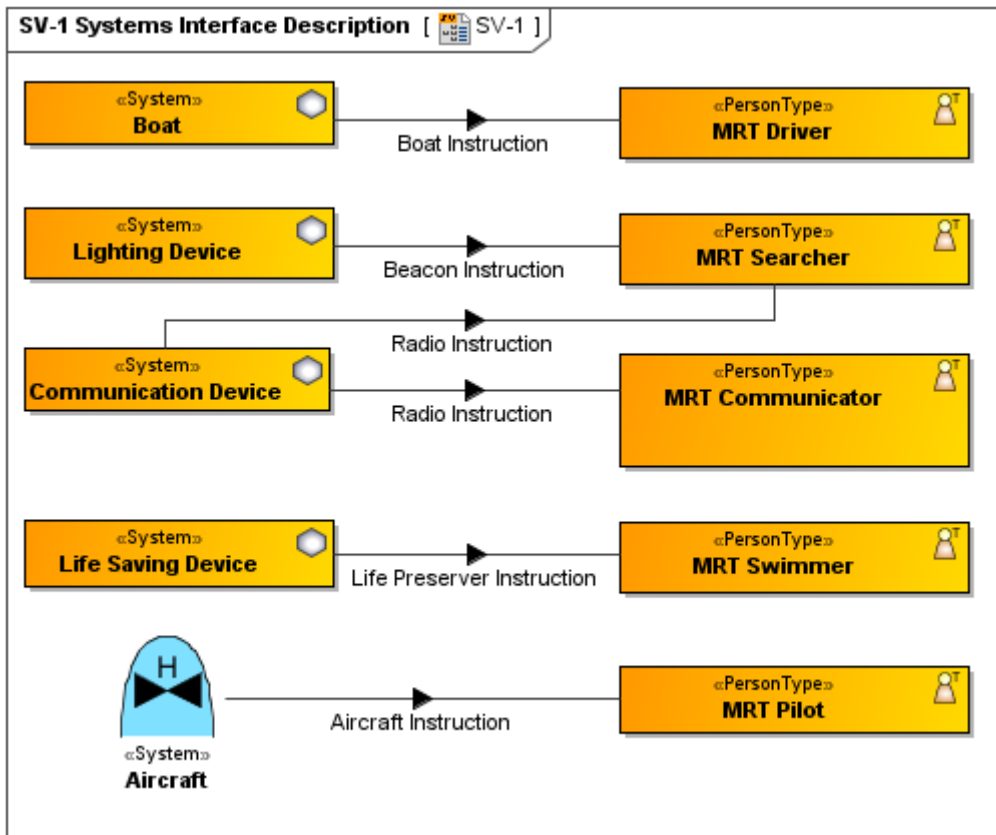 SV-1 Systems Interface Description [ SV-1 ]
«System»
Boat
Boat Instruction
«PersonType»
MRT Driver
«System»
Lighting Device
Beacon Instruction
«PersonType»
MRT Searcher
Radio Instruction
«System»
Communication Device
Radio Instruction
«PersonType»
MRT Communicator
«System»
Life Saving Device
Life Preserver Instruction
«PersonType»
MRT Swimmer
H
«System»
Aircraft
Aircraft Instruction
«PersonType»
MRT Pilot